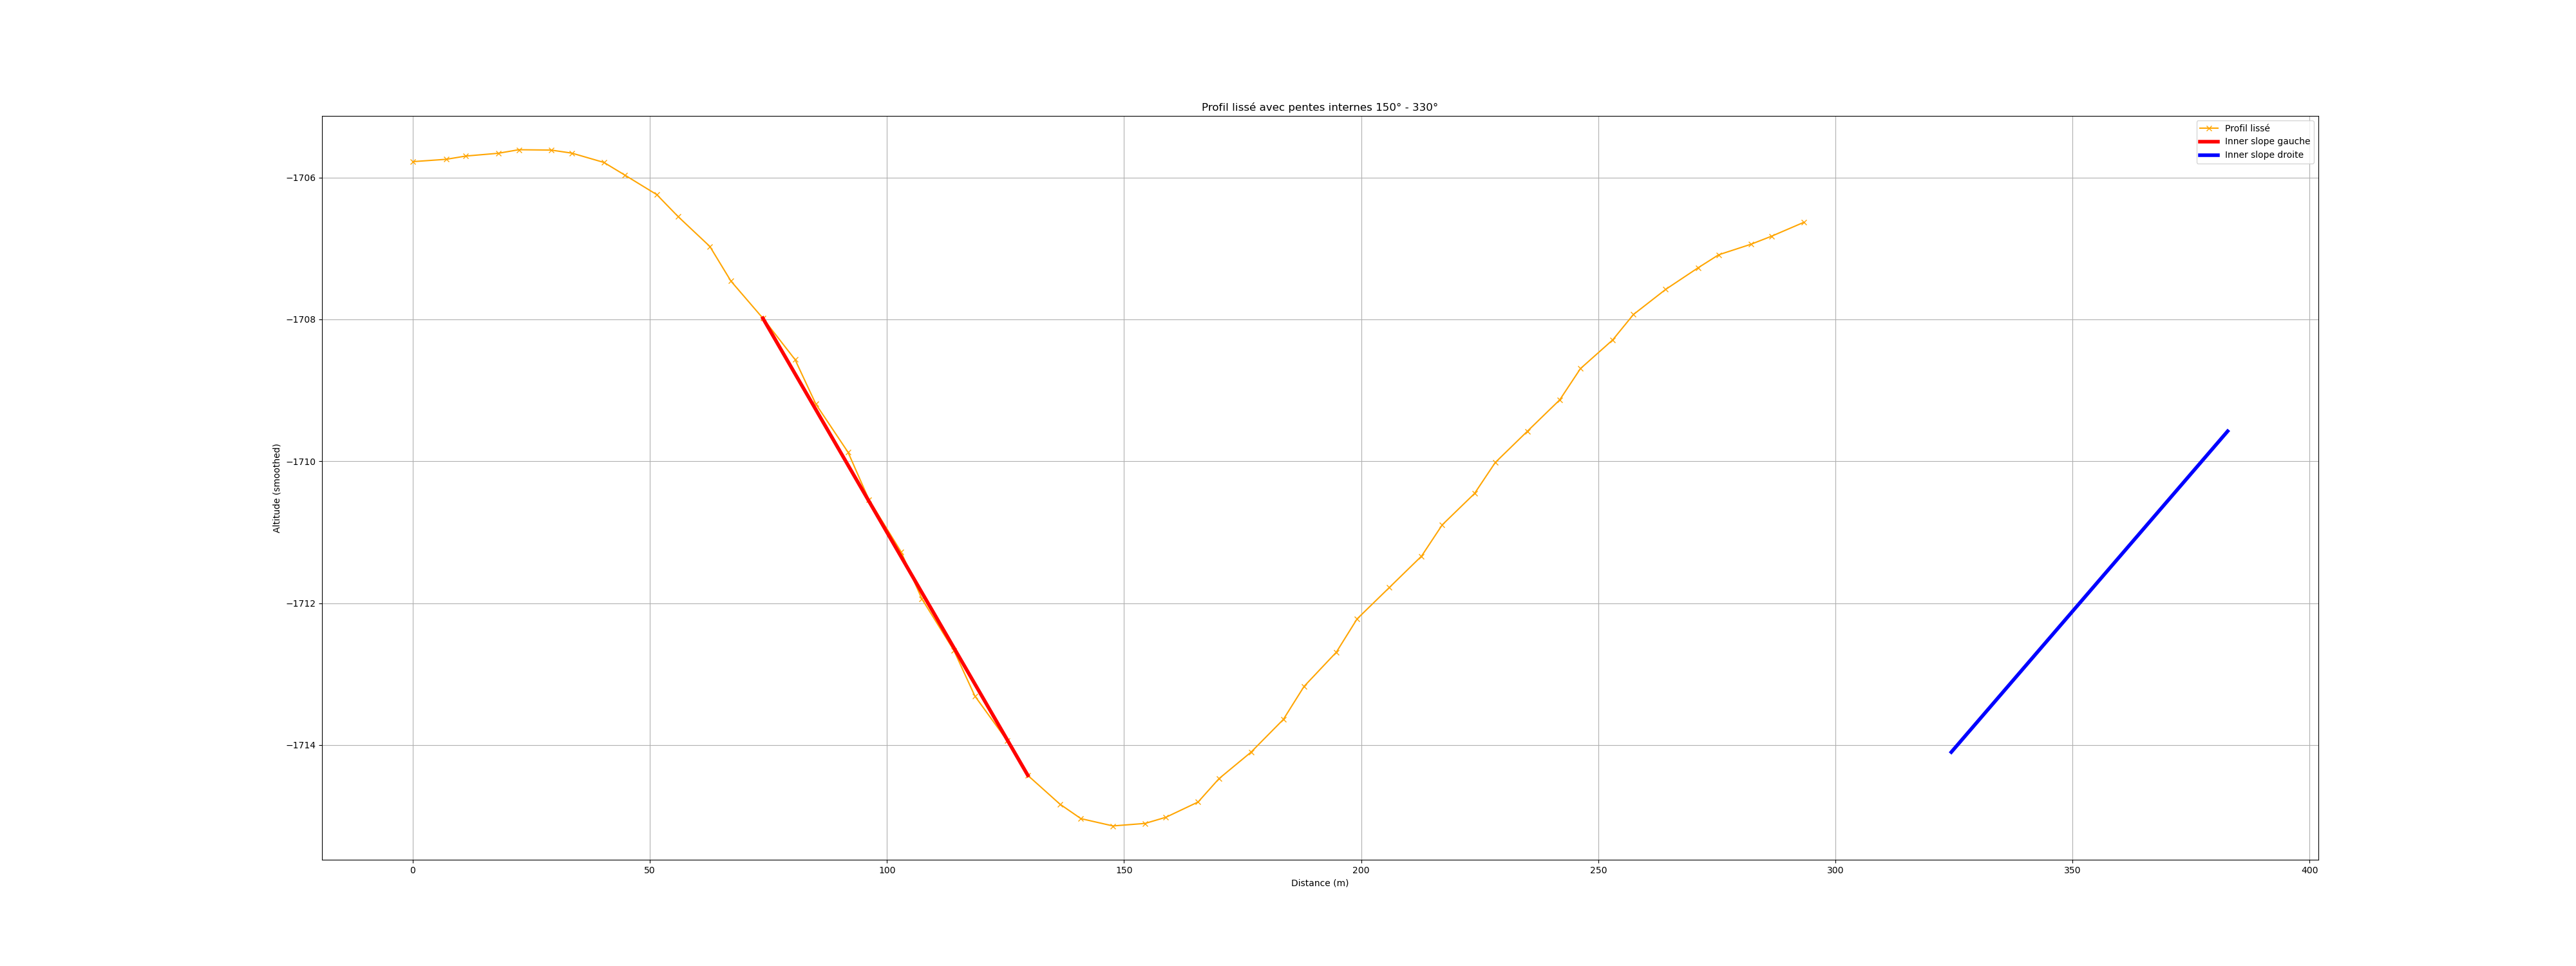 Profil lissé avec pentes internes 150° - 330°
Profil lissé
Inner slope gauche
Inner slope droite
−1706
−1708
−1710
−1712
−1714
Altitude (smoothed)
0 50 100 150 200 250 300 350 400
Distance (m)